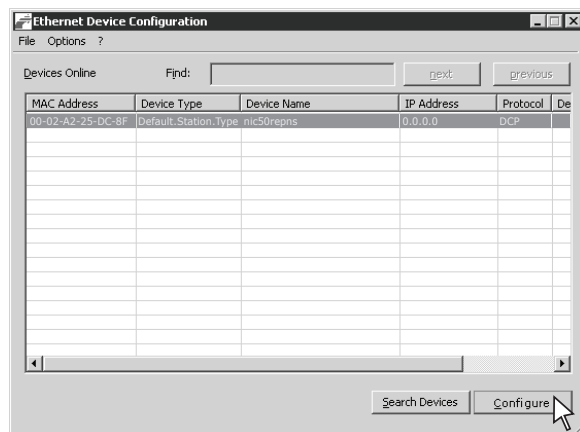 Ethernet Device Configuration
File Options ?
Devices Online Find: next previous
MAC Address Device Type Device Name IP Address Protocol De
00-02-A2-25-DC-8F Default.Station.Type nic50repns 0.0.0.0 DCP
Search Devices Configure